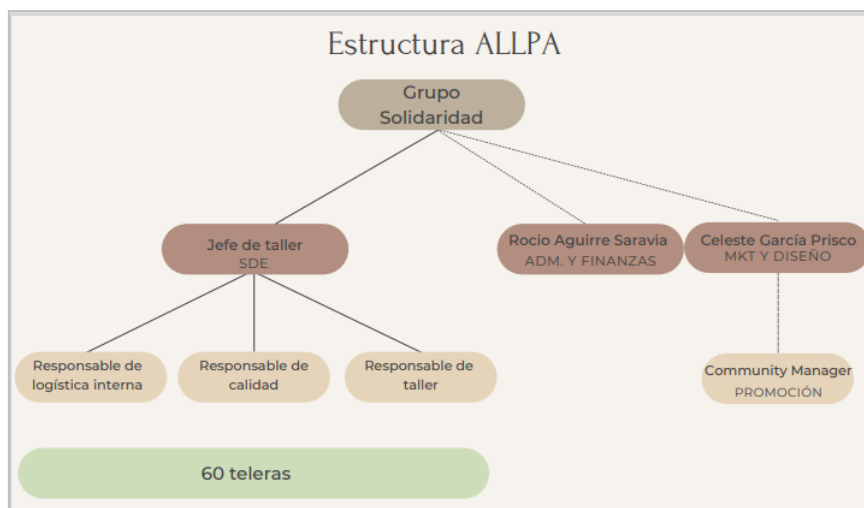 Estructura ALLPA
Grupo
Solidaridad
Jefe de taller
SDE
Rocio Aguirre Saravia
ADM. Y FINANZAS
Celeste García Prisco
MKT Y DISEÑO
Responsable de
logística interna
Responsable de
calidad
Responsable de
taller
Community Manager
PROMOCIÓN
60 teleras